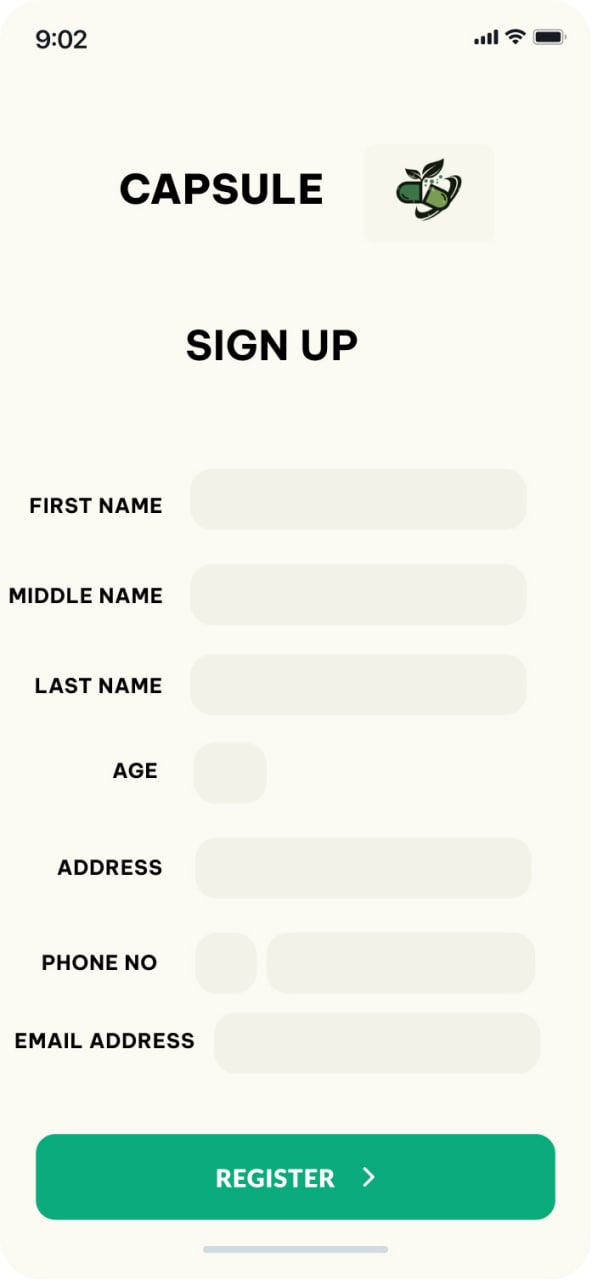 9:02
CAPSULE
SIGN UP
FIRST NAME
MIDDLE NAME
LAST NAME
AGE
ADDRESS
PHONE NO
EMAIL ADDRESS
REGISTER